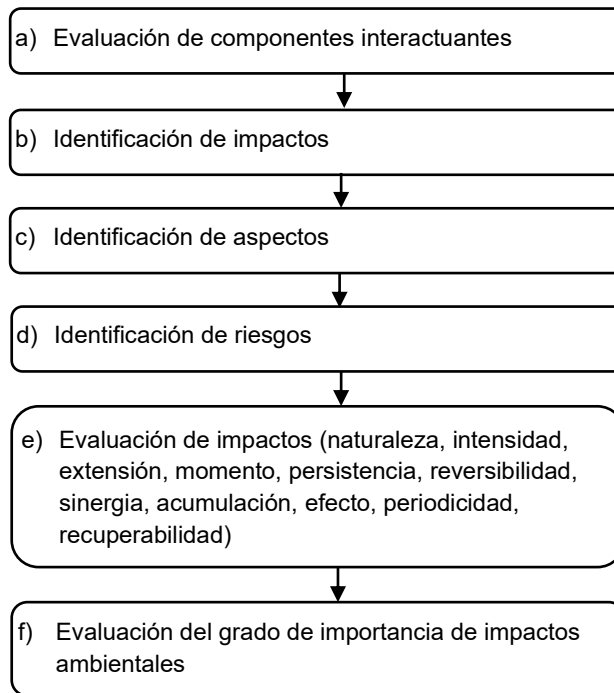 a) Evaluación de componentes interactuantes
b) Identificación de impactos
c) Identificación de aspectos
d) Identificación de riesgos
e) Evaluación de impactos (naturaleza, intensidad,
extensión, momento, persistencia, reversibilidad,
sinergia, acumulación, efecto, periodicidad,
recuperabilidad)
f) Evaluación del grado de importancia de impactos
ambientales